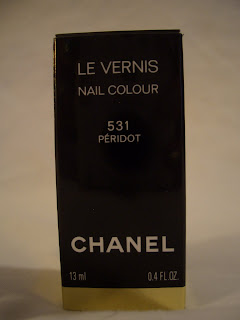 LE VERNIS
NAIL COLOUR
531
PÉRIDOT
CHANEL
13 ml 0.4 FL.OZ.